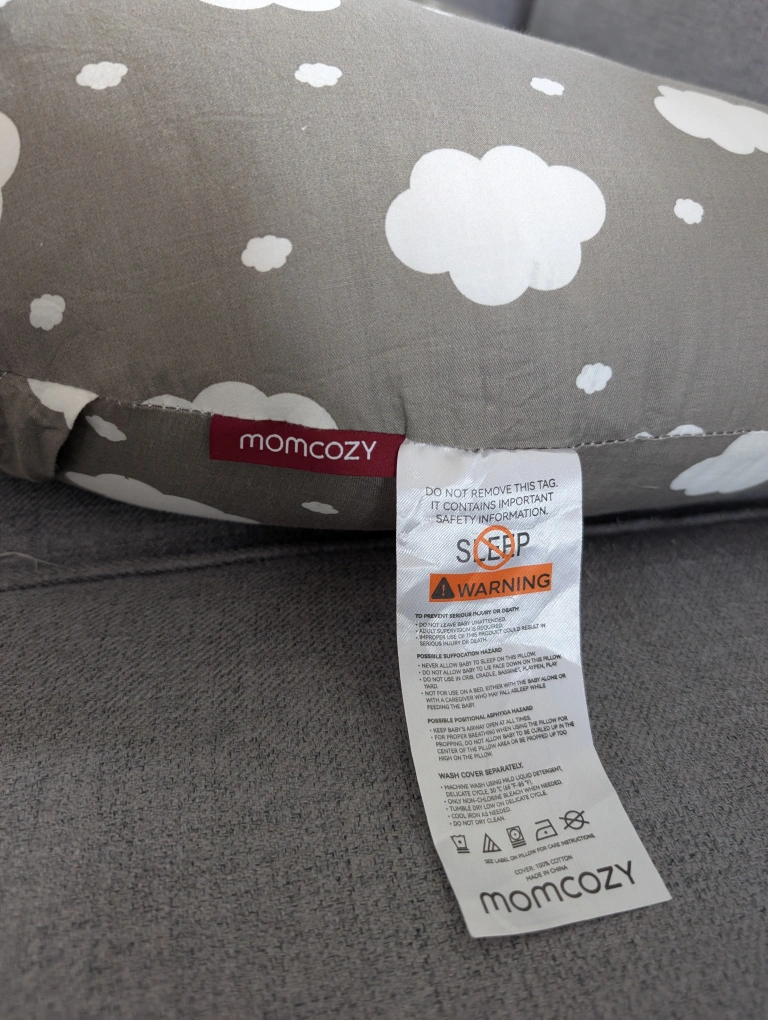 momcozy
DO NOT REMOVE THIS TAG.
IT CONTAINS IMPORTANT
SAFETY INFORMATION.
SLEEP
WARNING
TO PREVENT SERIOUS INJURY OR DEATH
• DO NOT LEAVE BABY UNATTENDED.
• ADULT SUPERVISION IS REQUIRED.
• IMPROPER USE OF THIS PRODUCT COULD RESULT IN
SERIOUS INJURY OR DEATH.
POSSIBLE SUFFOCATION HAZARD
• NEVER ALLOW BABY TO SLEEP ON THIS PILLOW.
• DO NOT ALLOW BABY TO LIE FACE DOWN ON THIS PILLOW.
• DO NOT USE IN CRIB, CRADLE, BASSINET, PLAYPEN, PLAY
YARD.
• NOT FOR USE ON A BED, EITHER WITH THE BABY ALONE OR
WITH A CAREGIVER WHO MAY FALL ASLEEP WHILE
FEEDING THE BABY.
POSSIBLE POSITIONAL ASPHYXIA HAZARD
• KEEP BABY'S AIRWAY OPEN AT ALL TIMES.
• FOR PROPER BREATHING WHEN USING THE PILLOW FOR
PROPPING, DO NOT ALLOW BABY TO BE CURLED UP IN THE
CENTER OF THE PILLOW AREA OR BE PROPPED UP TOO
HIGH ON THE PILLOW.
WASH COVER SEPARATELY.
• MACHINE WASH USING MILD LIQUID DETERGENT,
DELICATE CYCLE, 30 °C
• ONLY NON-CHLORINE BLEACH WHEN NEEDED.
• TUMBLE DRY LOW ON DELICATE CYCLE.
• COOL IRON AS NEEDED.
• DO NOT DRY CLEAN.
SEE LABEL ON PILLOW FOR CARE INSTRUCTIONS
COVER: 100% COTTON
MADE IN CHINA
momcozy